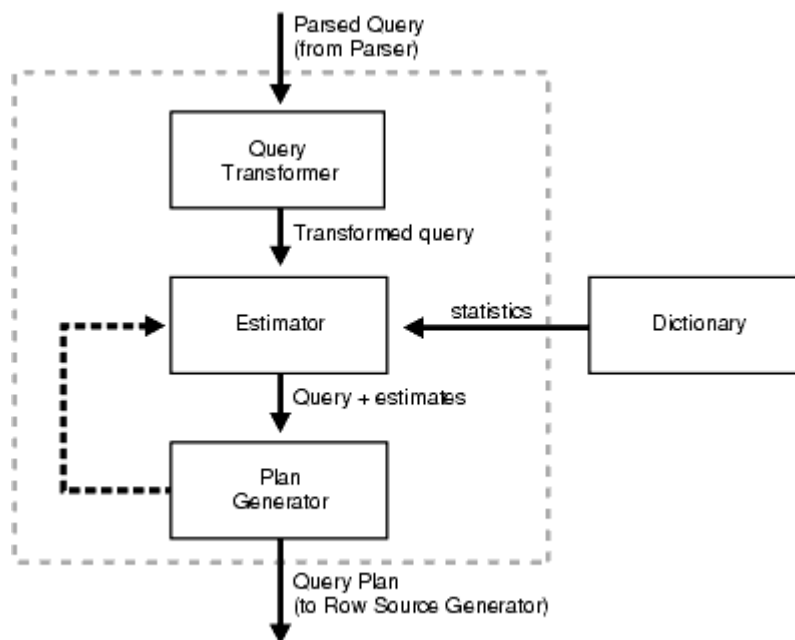 Parsed Query
(from Parser)
Query
Transformer
Transformed query
Estimator
statistics
Dictionary
Query + estimates
Plan
Generator
Query Plan
(to Row Source Generator)